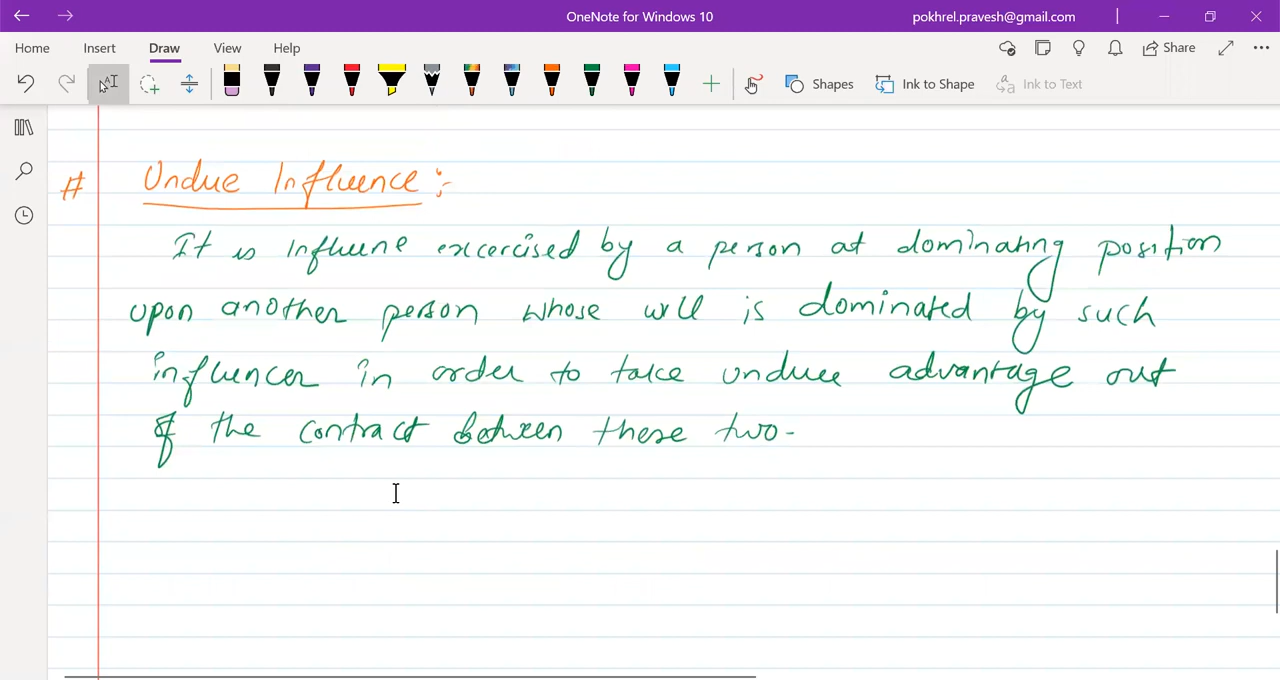 OneNote for Windows 10
pokhrel.pravesh@gmail.com
Home Insert Draw View Help
Share
Shapes Ink to Shape Ink to Text
# Undue Influence :-
It is Influene excercised by a person at dominating position
upon another person whose will is dominated by such
influencer in order to take undue advantage out
of the contract between these two-